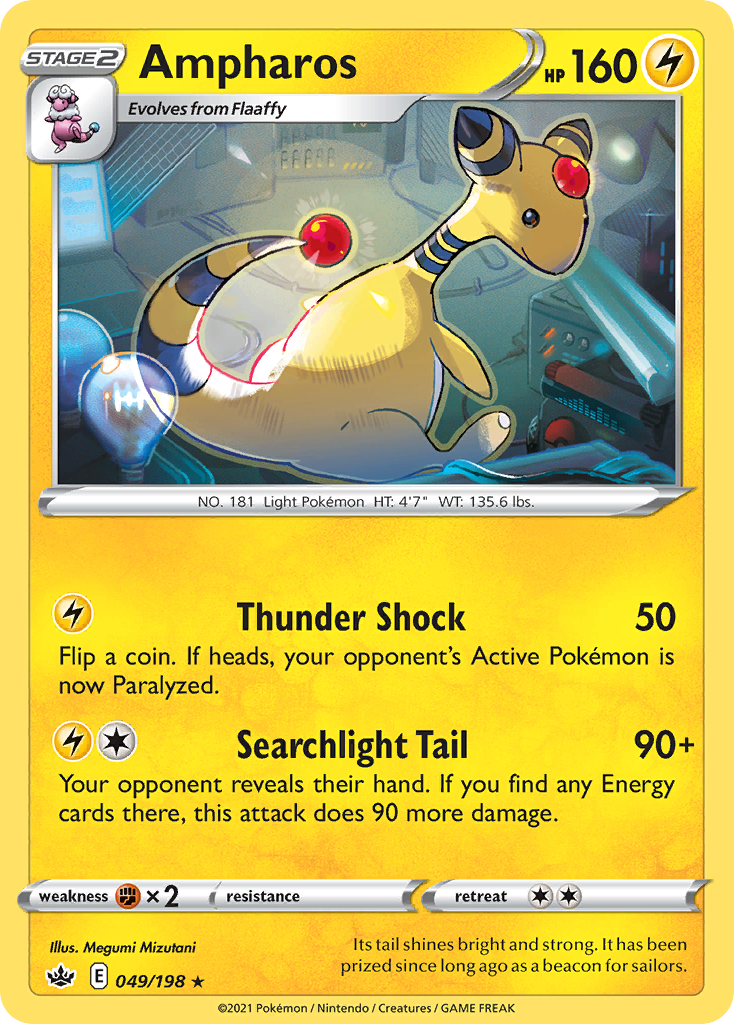 STAGE 2
Ampharos
HP 160
Evolves from Flaaffy
NO. 181 Light Pokémon HT: 4'7" WT: 135.6 lbs.
Thunder Shock 50
Flip a coin. If heads, your opponent's Active Pokémon is
now Paralyzed.
Searchlight Tail 90+
Your opponent reveals their hand. If you find any Energy
cards there, this attack does 90 more damage.
weakness ×2 resistance retreat
Illus. Megumi Mizutani
E 049/198 ★
Its tail shines bright and strong. It has been
prized since long ago as a beacon for sailors.
©2021 Pokémon / Nintendo / Creatures / GAME FREAK